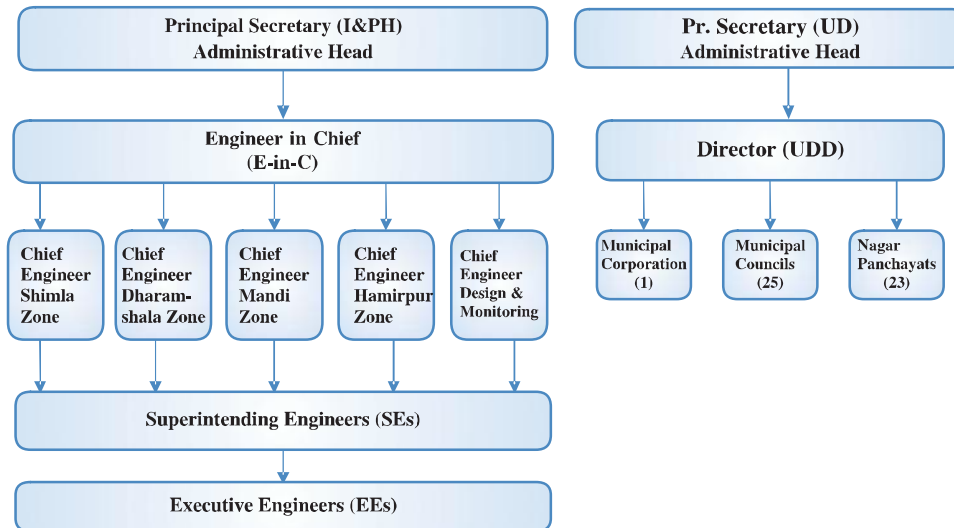 Principal Secretary (I&PH)
Administrative Head
Engineer in Chief
(E-in-C)
Chief
Engineer
Shimla
Zone
Chief
Engineer
Dharam-
shala Zone
Chief
Engineer
Mandi
Zone
Chief
Engineer
Hamirpur
Zone
Chief
Engineer
Design &
Monitoring
Superintending Engineers (SEs)
Executive Engineers (EEs)
Pr. Secretary (UD)
Administrative Head
Director (UDD)
Municipal
Corporation
(1)
Municipal
Councils
(25)
Nagar
Panchayats
(23)